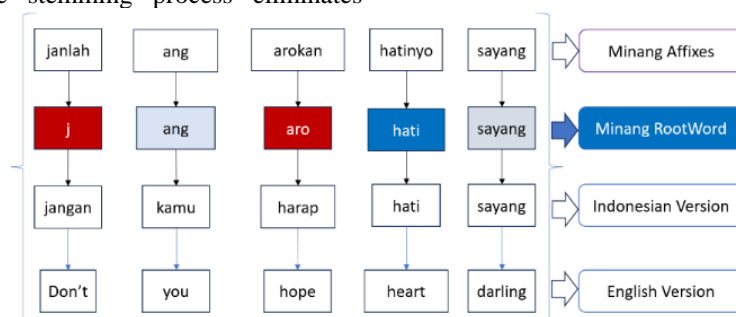 stemming process eliminates
janlah ang arokan hatinyo sayang Minang Affixes
j ang aro hati sayang Minang RootWord
jangan kamu harap hati sayang Indonesian Version
Don't you hope heart darling English Version